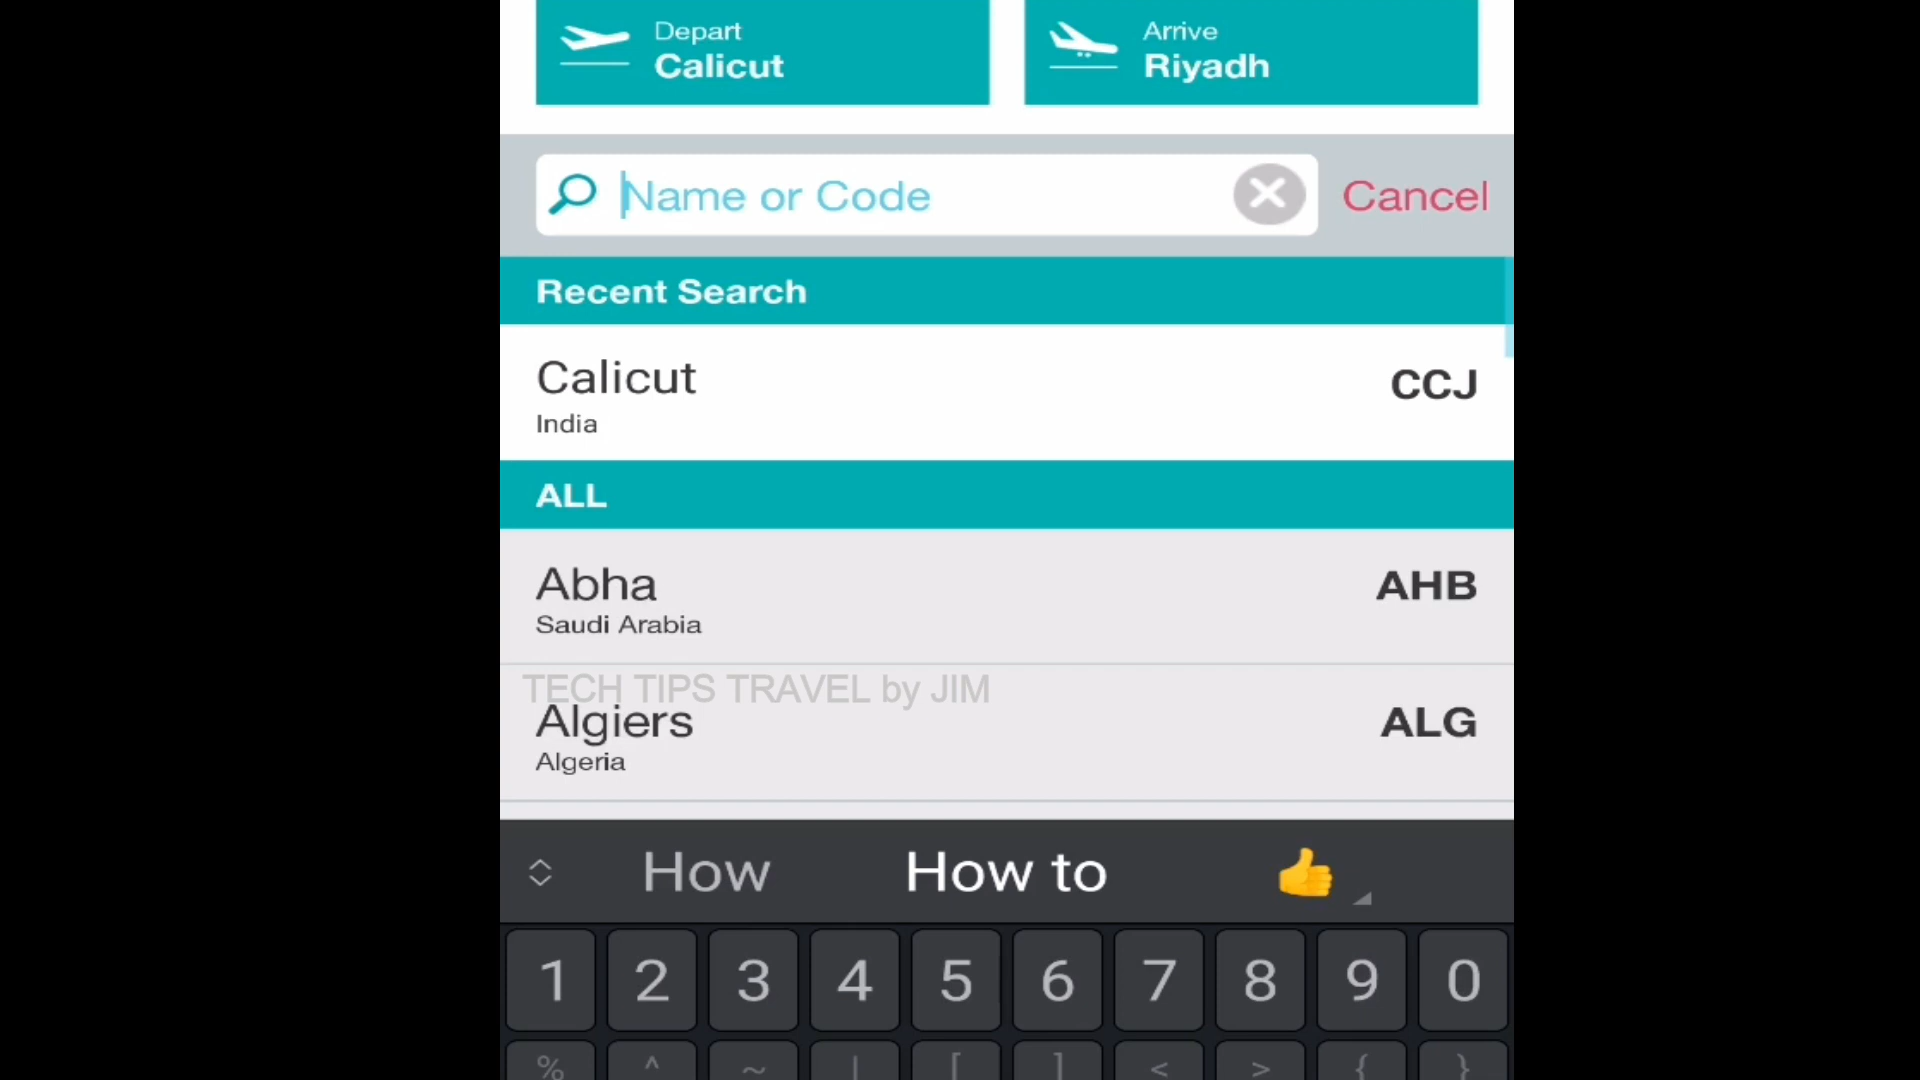 Depart
Calicut
Arrive
Riyadh
Name or Code
Cancel
Recent Search
Calicut
CCJ
India
ALL
Abha
AHB
Saudi Arabia
TECH TIPS TRAVEL by JIM
Algiers
ALG
Algeria
How
How to
👍
1 2 3 4 5 6 7 8 9 0
% ^ ~ | [ ] < > { }